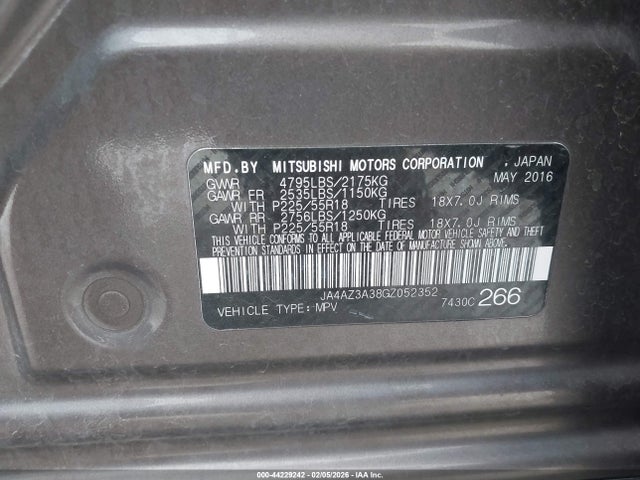 MFD.BY MITSUBISHI MOTORS CORPORATION , JAPAN
GVWR 4795LBS/2175KG MAY 2016
GAWR FR 2535LBS/1150KG
WITH P225/55R18 TIRES 18X7.0J RIMS
GAWR RR 2756LBS/1250KG
WITH P225/55R18 TIRES 18X7.0J RIMS
THIS VEHICLE CONFORMS TO ALL APPLICABLE FEDERAL MOTOR VEHICLE SAFETY AND THEFT
PREVENTION STANDARDS IN EFFECT ON THE DATE OF MANUFACTURE SHOWN ABOVE.
JA4AZ3A38GZ052352
VEHICLE TYPE: MPV 7430C 266
000-44229242 - 02/05/2026 - IAA Inc.